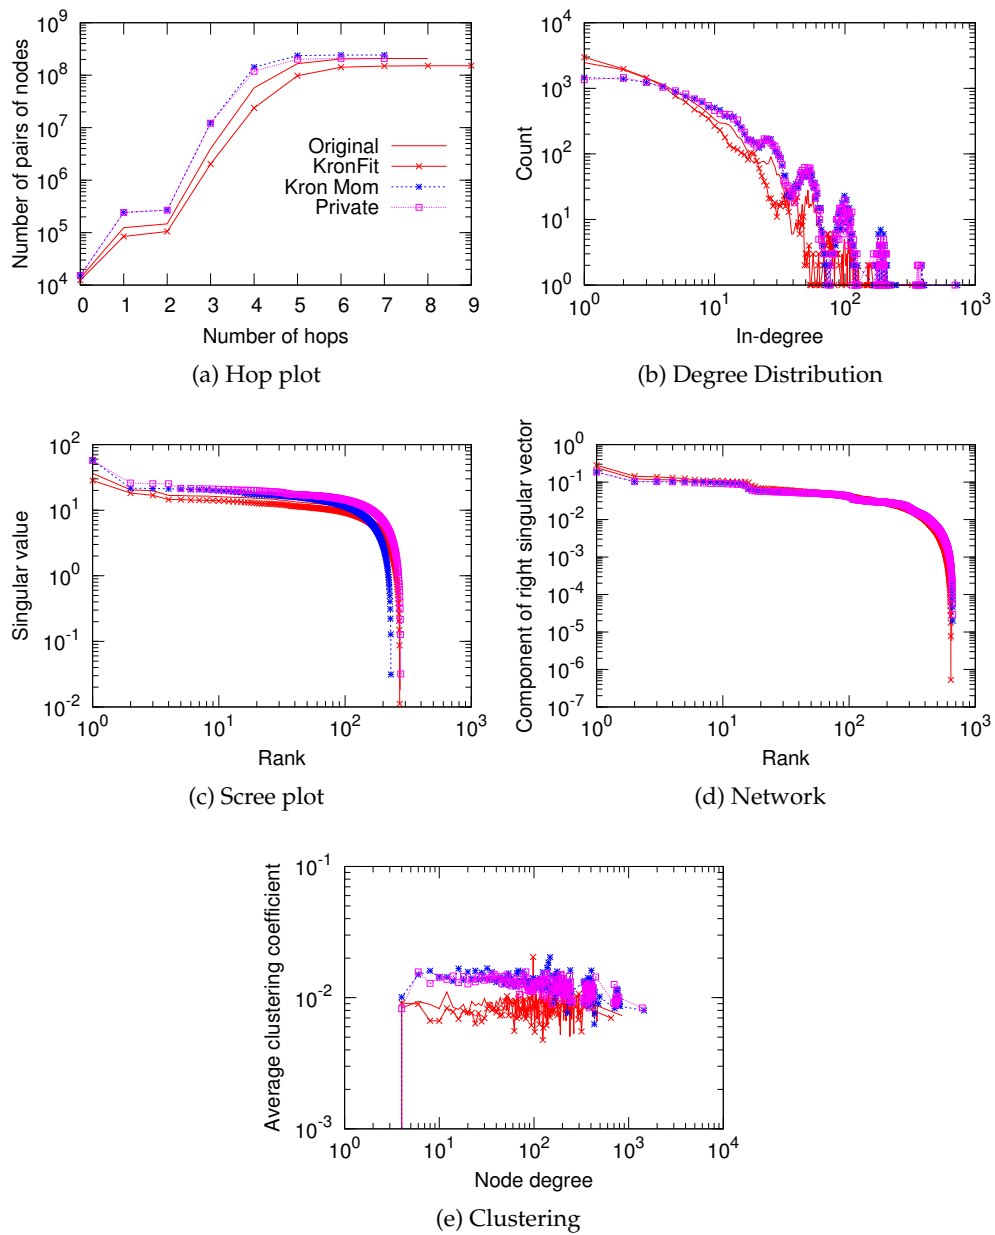 10^9
10^8
10^7
10^6
10^5
10^4
Number of pairs of nodes
Original
KronFit
Kron Mom
Private
0 1 2 3 4 5 6 7 8 9
Number of hops
(a) Hop plot
10^4
10^3
10^2
10^1
10^0
Count
10^0 10^1 10^2 10^3
In-degree
(b) Degree Distribution
10^2
10^1
10^0
10^-1
10^-2
Singular value
10^0 10^1 10^2 10^3
Rank
(c) Scree plot
10^0
10^-1
10^-2
10^-3
10^-4
10^-5
10^-6
10^-7
Component of right singular vector
10^0 10^1 10^2 10^3
Rank
(d) Network
10^-1
10^-2
10^-3
Average clustering coefficient
10^0 10^1 10^2 10^3 10^4
Node degree
(e) Clustering